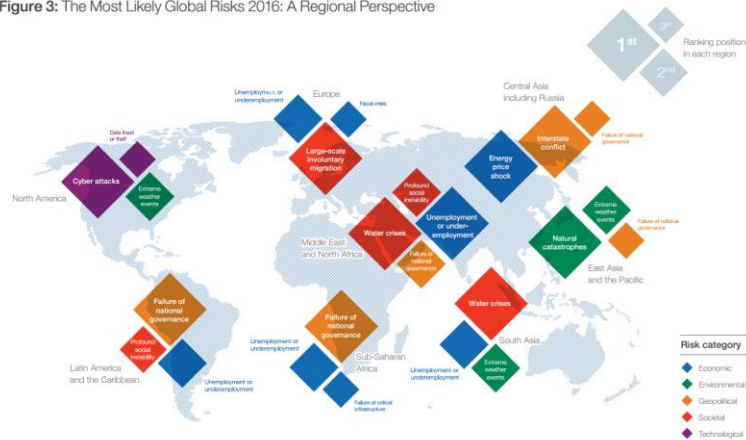 Figure 3: The Most Likely Global Risks 2016: A Regional Perspective
1st
3rd
2nd
Ranking position
in each region
North America
Cyber attacks
Data fraud
or theft
Extreme
weather
events
Europe
Unemployment or
underemployment
Fiscal crisis
Large-scale
involuntary
migration
Central Asia
including Russia
Energy
price
shock
Interstate
conflict
Failure of national
governance
Middle East
and North Africa
Water crises
Profound
social
instability
Unemployment
or under-
employment
Failure of
national
governance
East Asia
and the Pacific
Natural
catastrophes
Extreme
weather
events
Failure of national
governance
Latin America
and the Caribbean
Failure of
national
governance
Profound
social
instability
Unemployment or
underemployment
Sub-Saharan
Africa
Failure of
national
governance
Unemployment or
underemployment
Failure of critical
infrastructure
South Asia
Water crises
Unemployment or
underemployment
Extreme
weather
events
Risk category
Economic
Environmental
Geopolitical
Societal
Technological